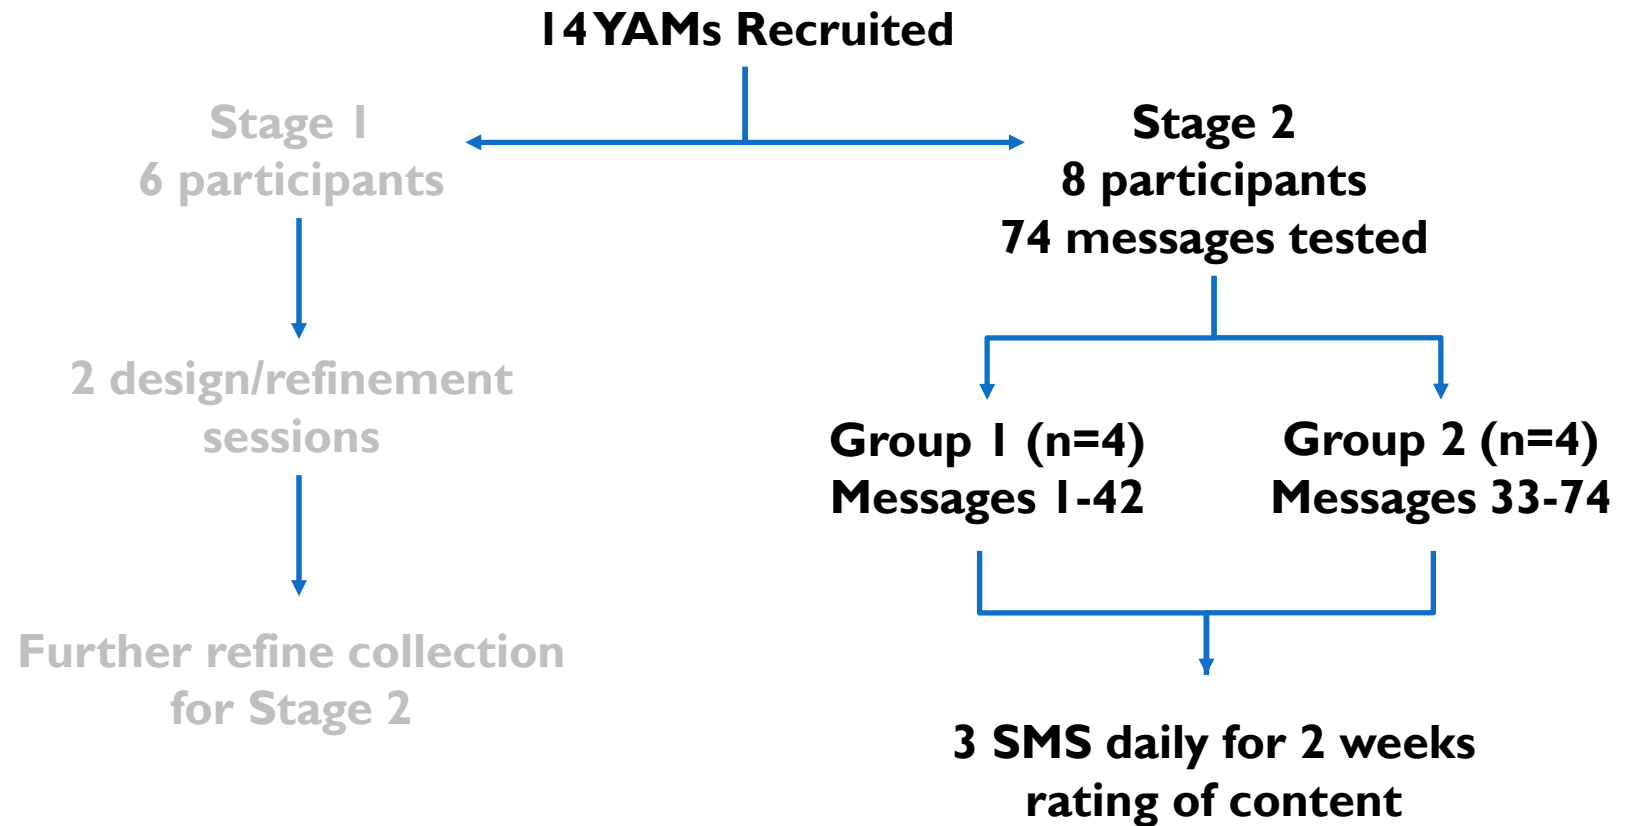 14 YAMs Recruited
Stage 1
6 participants
2 design/refinement
sessions
Further refine collection
for Stage 2
Stage 2
8 participants
74 messages tested
Group 1 (n=4)
Messages 1-42
Group 2 (n=4)
Messages 33-74
3 SMS daily for 2 weeks
rating of content